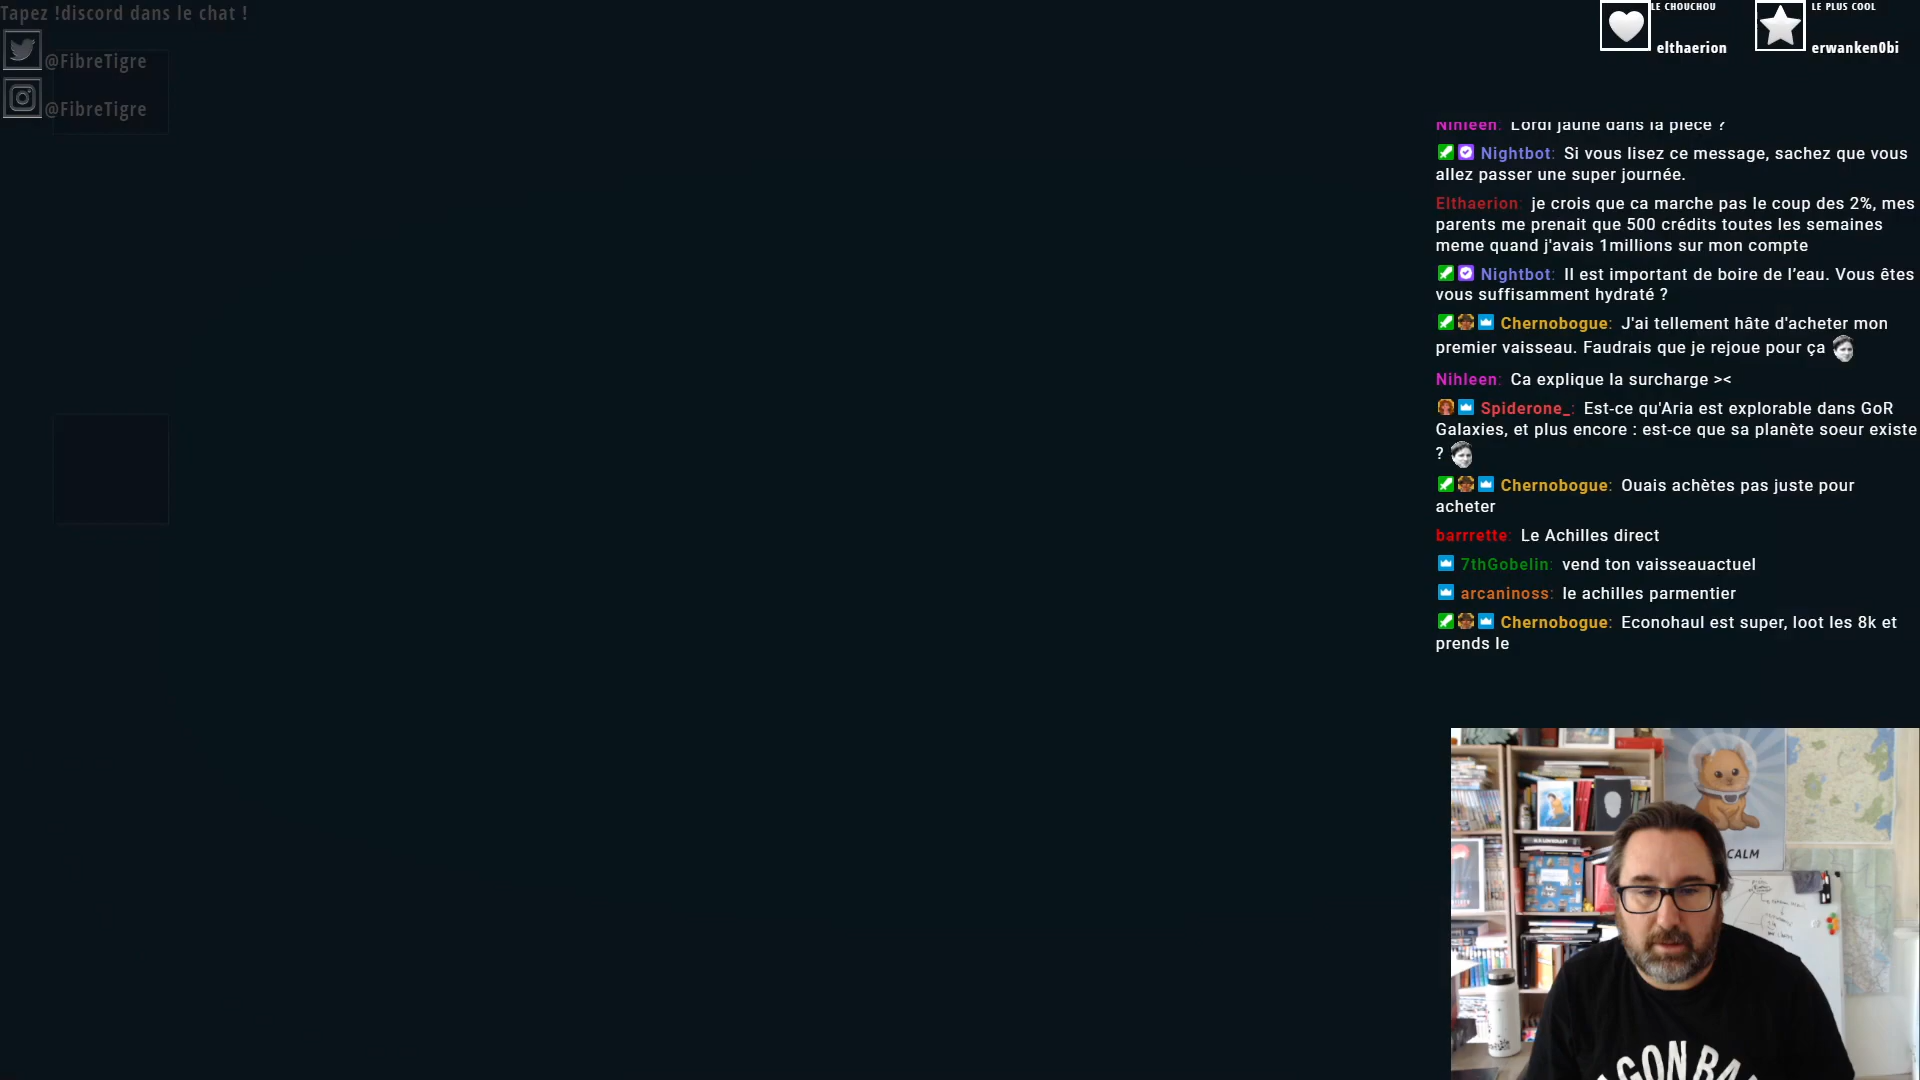 Tapez !discord dans le chat !
@FibreTigre
@FibreTigre
LE CHOUCHOU
elthaerion
LE PLUS COOL
erwanken0bi
Nihleen: Lordi jaune dans la pièce ?
Nightbot: Si vous lisez ce message, sachez que vous
allez passer une super journée.
Elthaerion: je crois que ca marche pas le coup des 2%, mes
parents me prenait que 500 crédits toutes les semaines
meme quand j'avais 1millions sur mon compte
Nightbot: Il est important de boire de l'eau. Vous êtes
vous suffisamment hydraté ?
Chernobogue: J'ai tellement hâte d'acheter mon
premier vaisseau. Faudrais que je rejoue pour ça
Nihleen: Ca explique la surcharge ><
Spiderone_: Est-ce qu'Aria est explorable dans GoR
Galaxies, et plus encore : est-ce que sa planète soeur existe
?
Chernobogue: Ouais achètes pas juste pour
acheter
barrrette: Le Achilles direct
7thGobelin: vend ton vaisseauactuel
arcaninoss: le achilles parmentier
Chernobogue: Econohaul est super, loot les 8k et
prends le
CALM